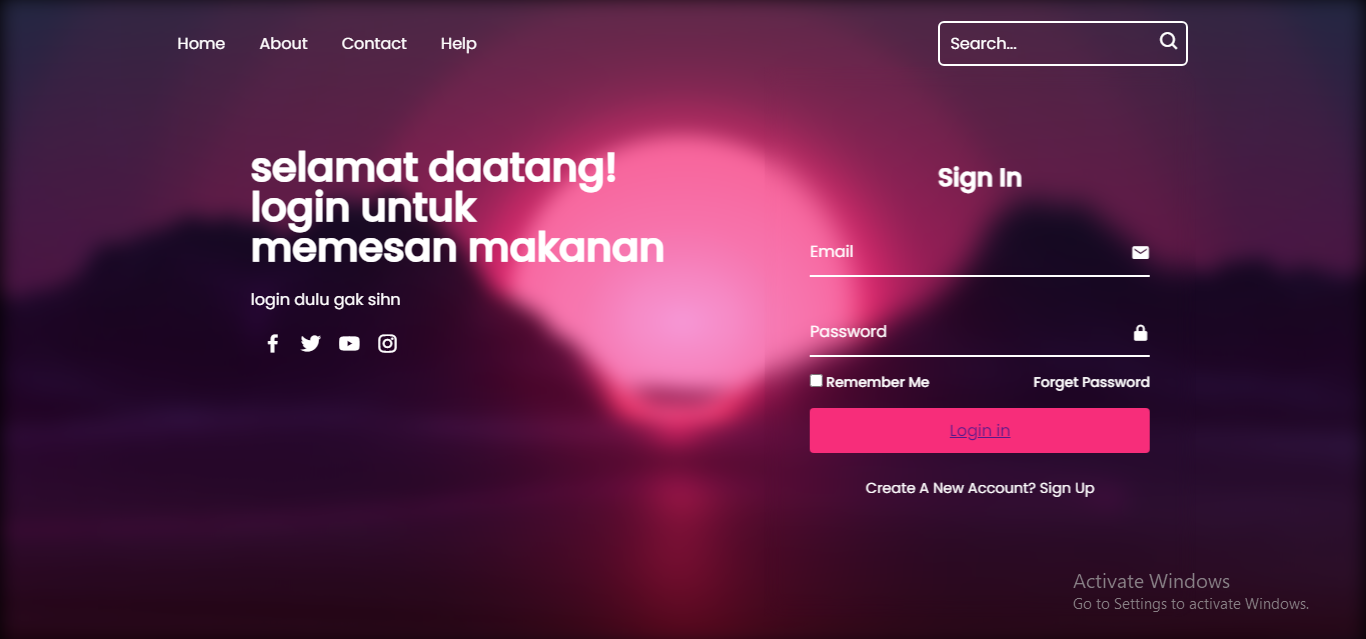 Home About Contact Help
Search...
selamat daatang!
login untuk
memesan makanan
login dulu gak sihn
Sign In
Email
Password
Remember Me Forget Password
Login in
Create A New Account? Sign Up
Activate Windows
Go to Settings to activate Windows.